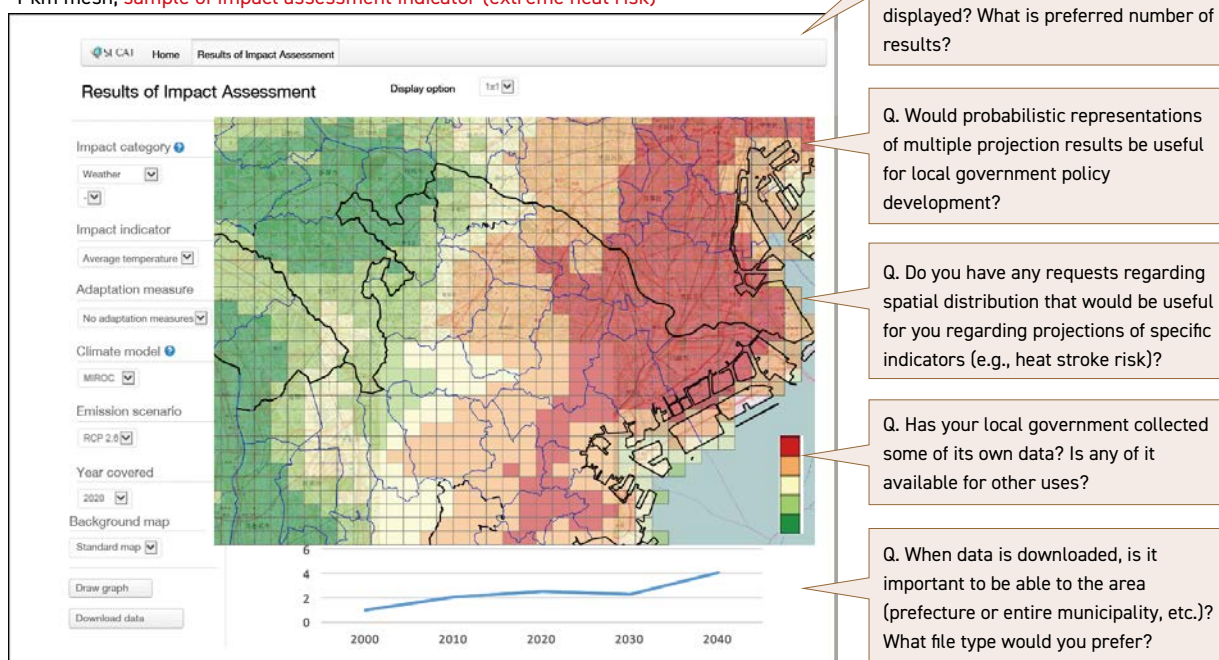 1 km mesh, sample of impact assessment indicator (extreme heat risk)
displayed? What is preferred number of
results?
SI CAT Home Results of Impact Assessment
Results of Impact Assessment
Display option 1x1
Impact category
Weather
-
Impact indicator
Average temperature
Adaptation measure
No adaptation measures
Climate model
MIROC
Emission scenario
RCP 2.6
Year covered
2020
Background map
Standard map
Draw graph
Download data
6
4
2
0
2000 2010 2020 2030 2040
Q. Would probabilistic representations
of multiple projection results be useful
for local government policy
development?
Q. Do you have any requests regarding
spatial distribution that would be useful
for you regarding projections of specific
indicators (e.g., heat stroke risk)?
Q. Has your local government collected
some of its own data? Is any of it
available for other uses?
Q. When data is downloaded, is it
important to be able to the area
(prefecture or entire municipality, etc.)?
What file type would you prefer?